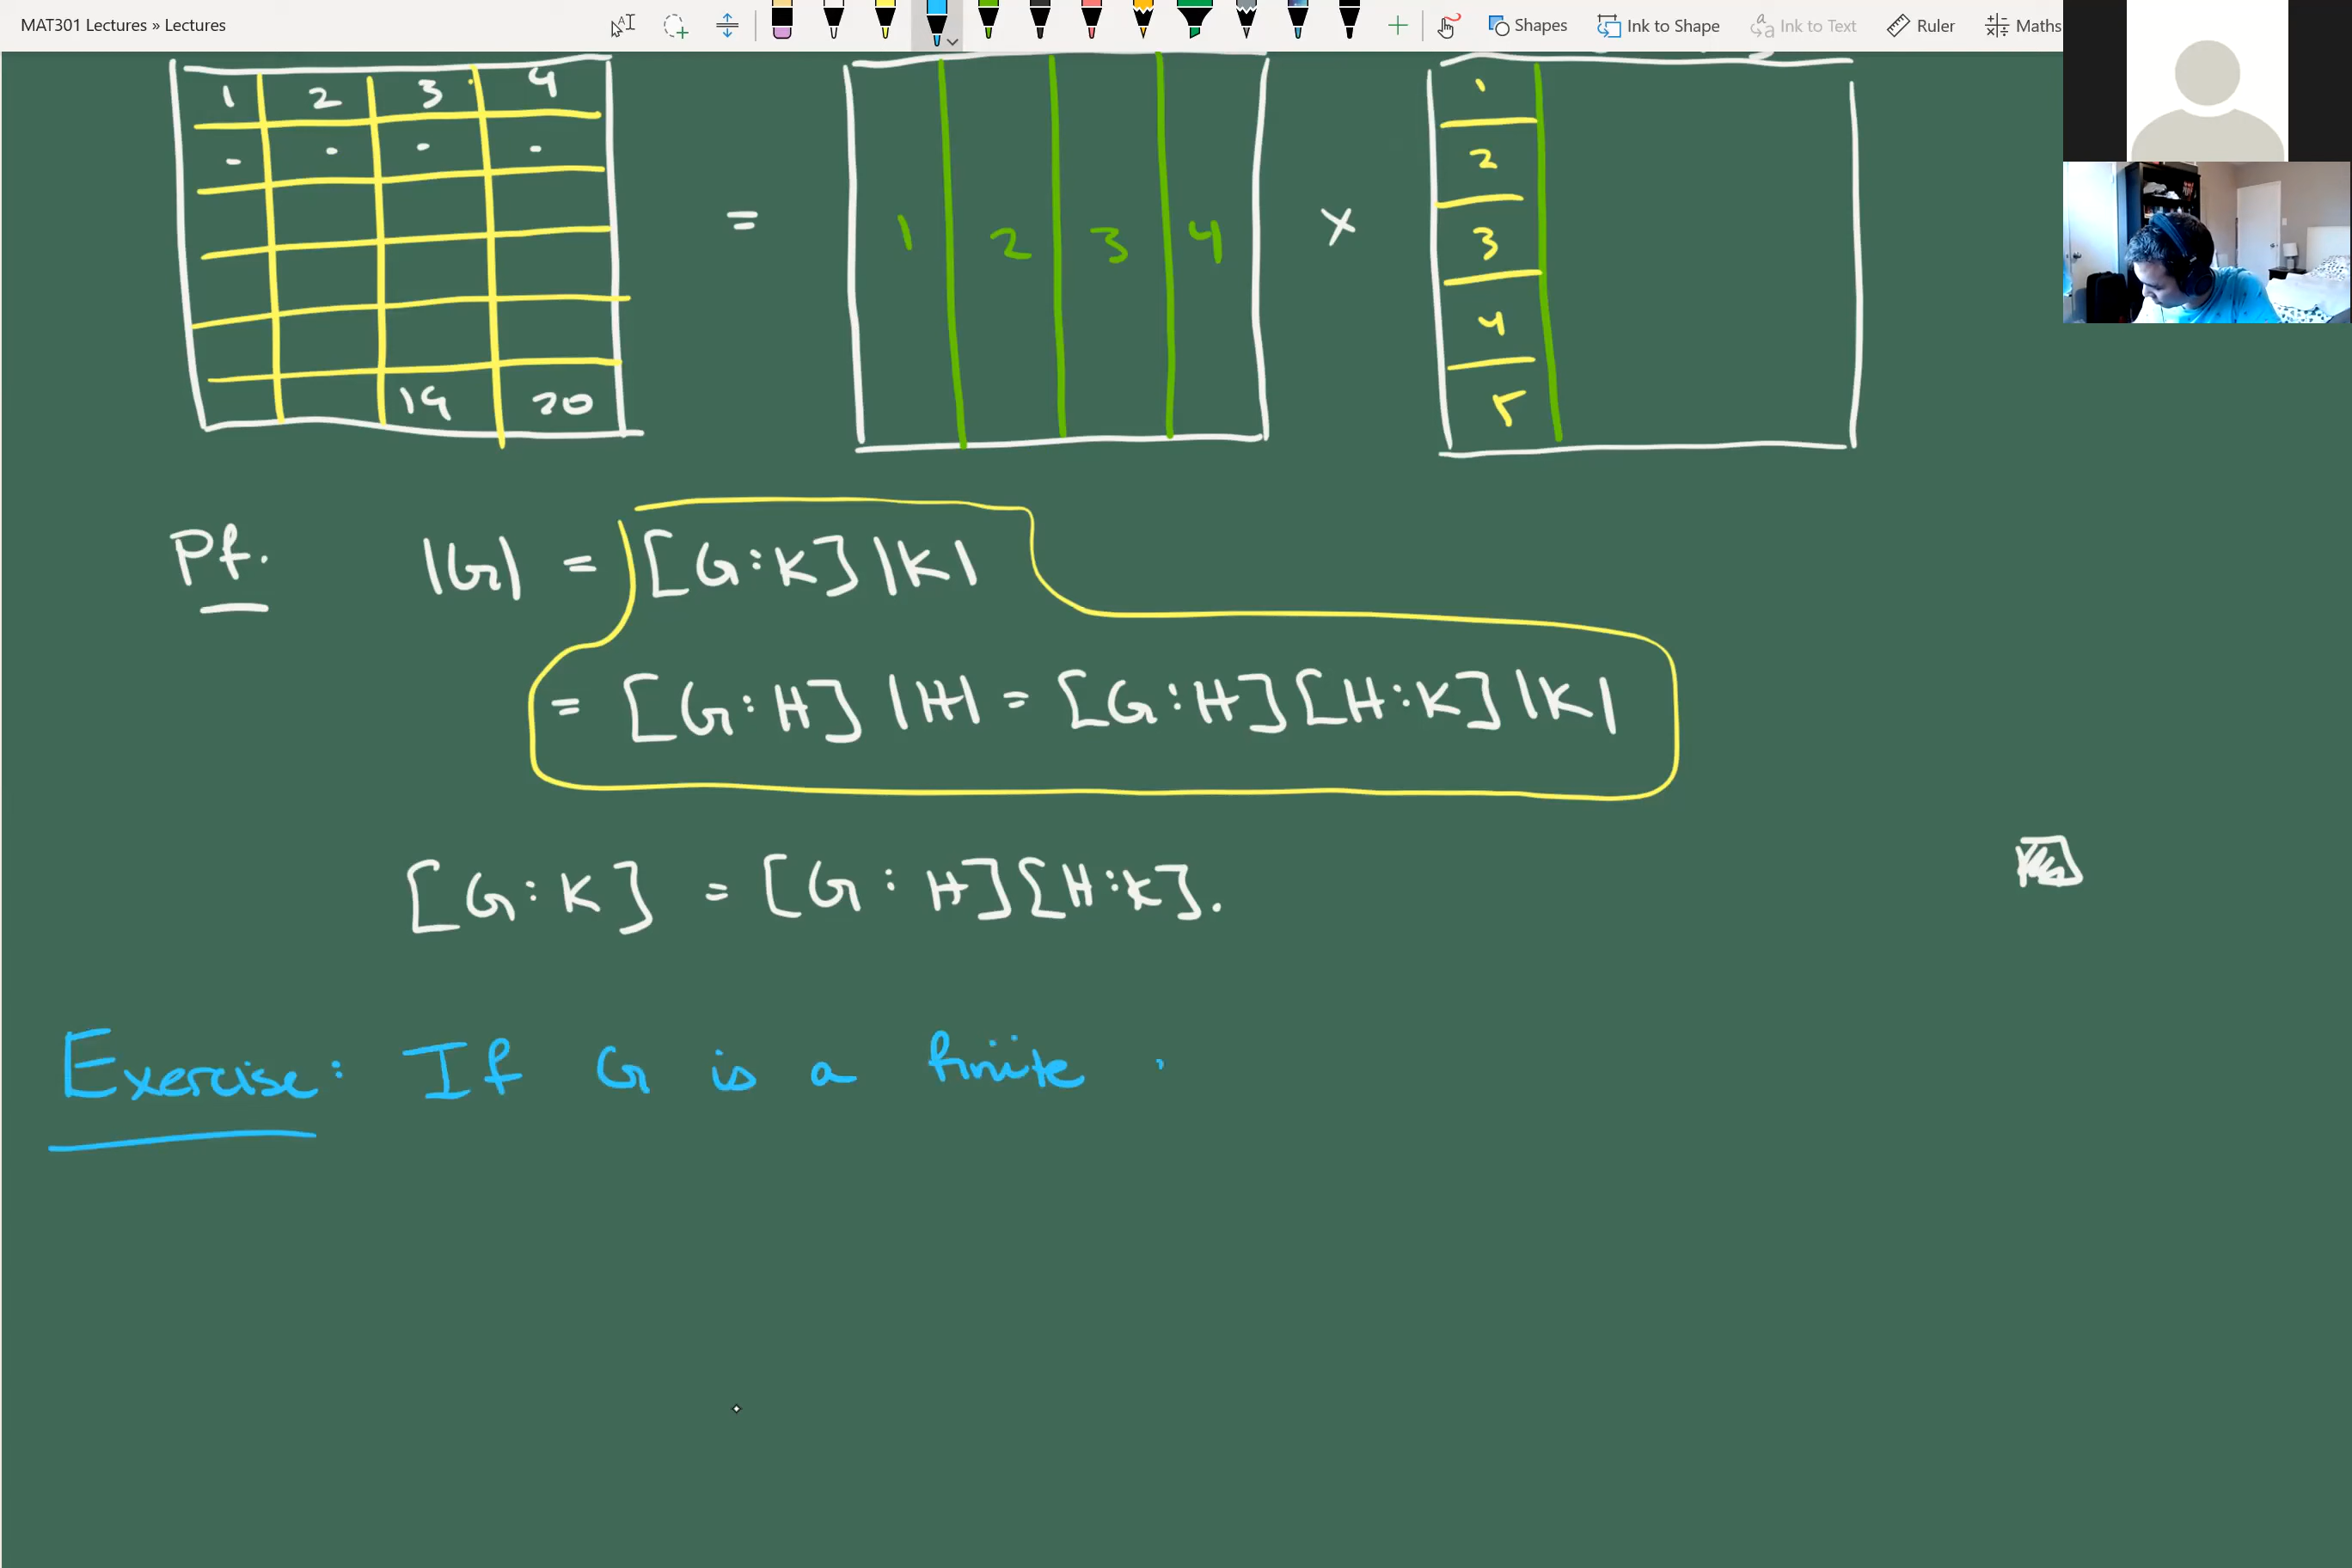 MAT301 Lectures » Lectures
Shapes Ink to Shape Ink to Text Ruler Maths
1 2 3 4
19 20
=
1 2 3 4
×
1
2
3
4
5
Pf. |G| = [G:K]|K|
= [G:H]|H| = [G:H][H:K]|K|
[G:K] = [G:H][H:K].
Exercise: If G is a finite